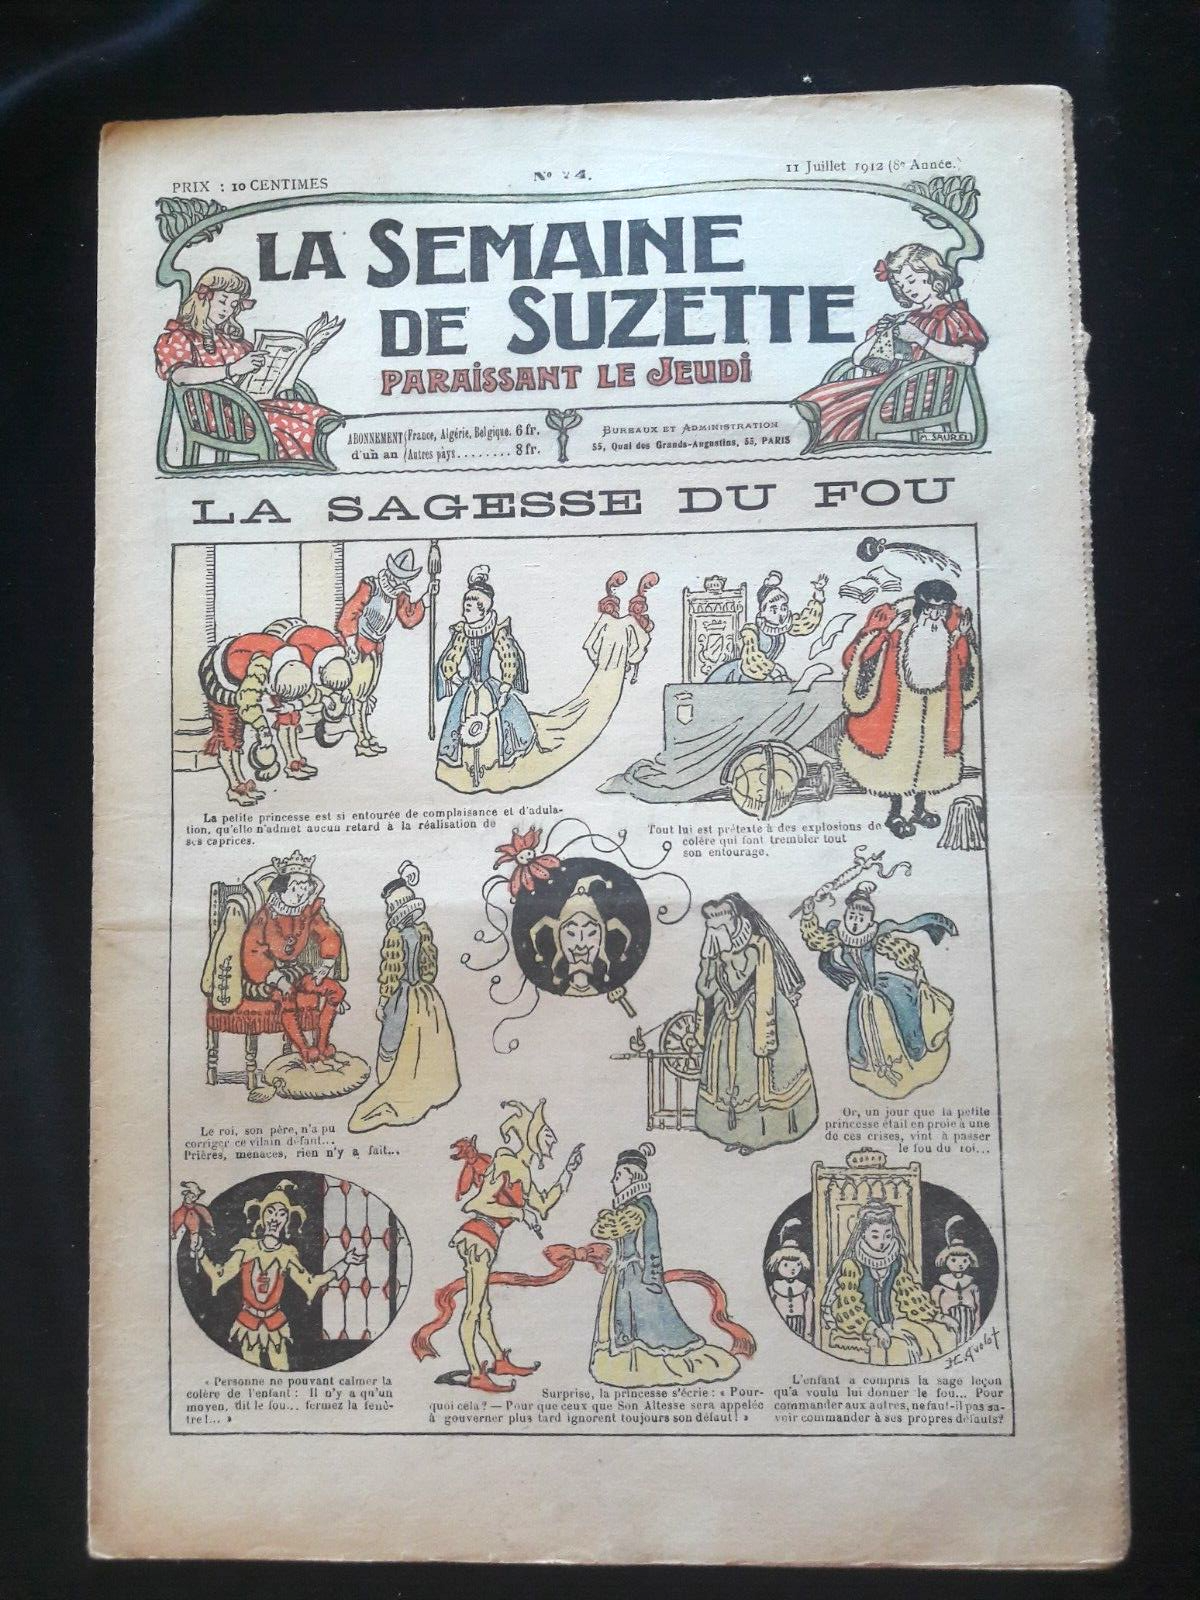 PRIX : 10 CENTIMES
No 24.
11 Juillet 1912 (8e Année.)
LA SEMAINE
DE SUZETTE
PARAISSANT LE JEUDI
ABONNEMENT (France, Algérie, Belgique. 6 fr.
d'un an (Autres pays........ 8 fr.
BUREAUX ET ADMINISTRATION
55, Quai des Grands-Augustins, 55, PARIS
M. SAUREL
LA SAGESSE DU FOU
La petite princesse est si entourée de complaisance et d'adula-
tion, qu'elle n'admet aucun retard à la réalisation de
ses caprices.
Tout lui est prétexte à des explosions de
colère qui font trembler tout
son entourage.
Le roi, son père, n'a pu
corriger ce vilain défaut...
Prières, menaces, rien n'y a fait...
Or, un jour que la petite
princesse était en proie à une
de ces crises, vint à passer
le fou du roi...
« Personne ne pouvant calmer la
colère de l'enfant : Il n'y a qu'un
moyen, dit le fou... fermez la fenê-
tre !... »
Surprise, la princesse s'écrie : « Pour-
quoi cela ? — Pour que ceux que Son Altesse sera appelée
à gouverner plus tard ignorent toujours son défaut ! »
L'enfant a compris la sage leçon
qu'a voulu lui donner le fou... Pour
commander aux autres, ne faut-il pas sa-
voir commander à ses propres défauts ?
H. Avelot